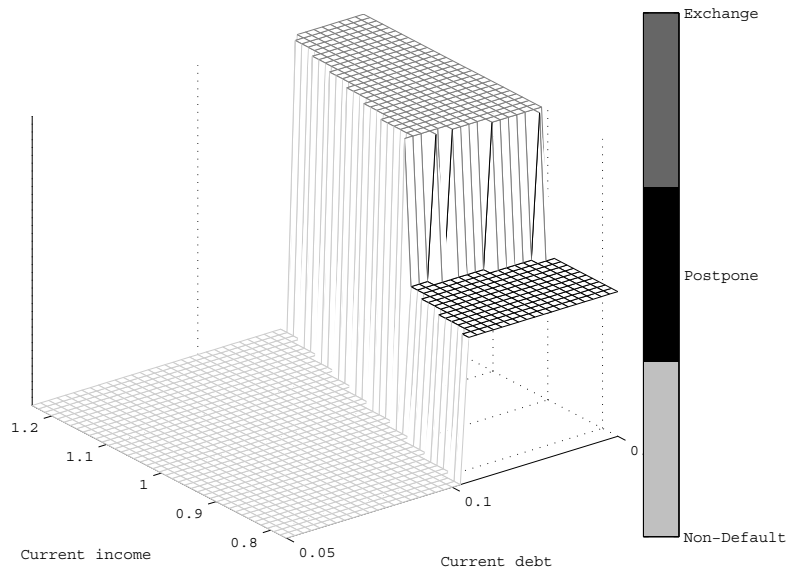 Exchange
Postpone
Non-Default
1.2
1.1
1
0.9
0.8
0.05
0.1
0.
Current income
Current debt